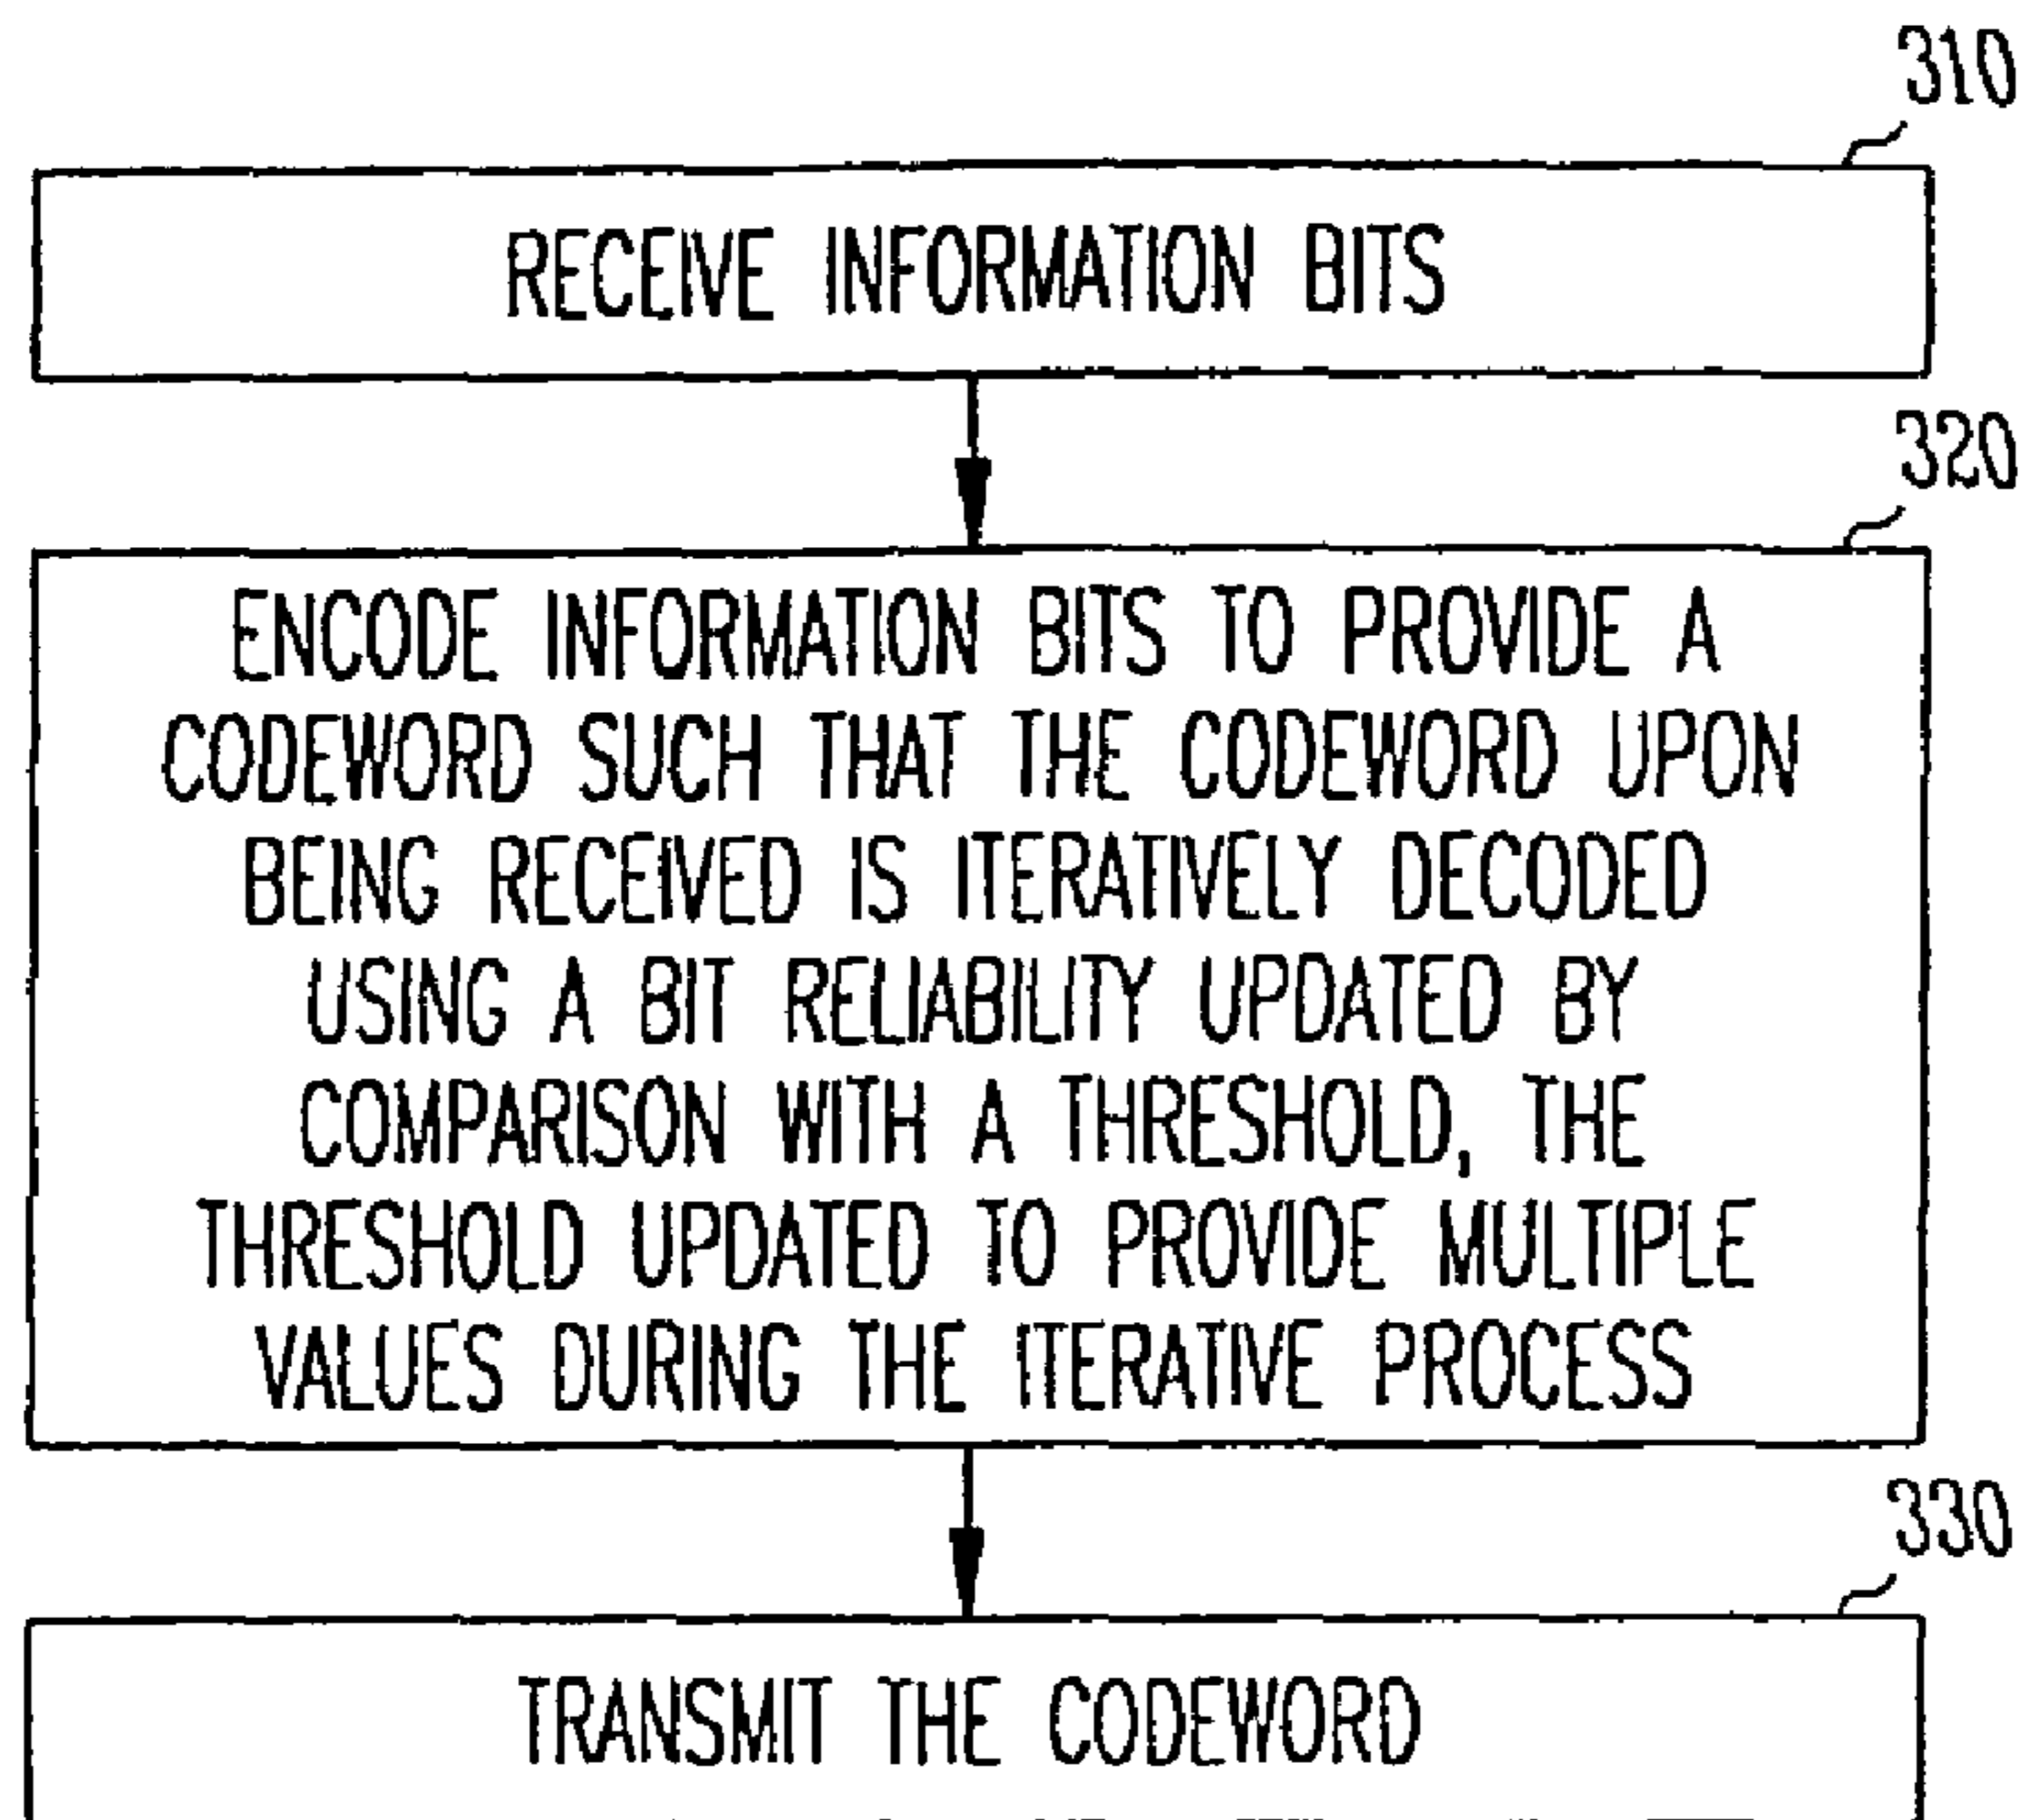 310
RECEIVE INFORMATION BITS
320
ENCODE INFORMATION BITS TO PROVIDE A
CODEWORD SUCH THAT THE CODEWORD UPON
BEING RECEIVED IS ITERATIVELY DECODED
USING A BIT RELIABILITY UPDATED BY
COMPARISON WITH A THRESHOLD, THE
THRESHOLD UPDATED TO PROVIDE MULTIPLE
VALUES DURING THE ITERATIVE PROCESS
330
TRANSMIT THE CODEWORD